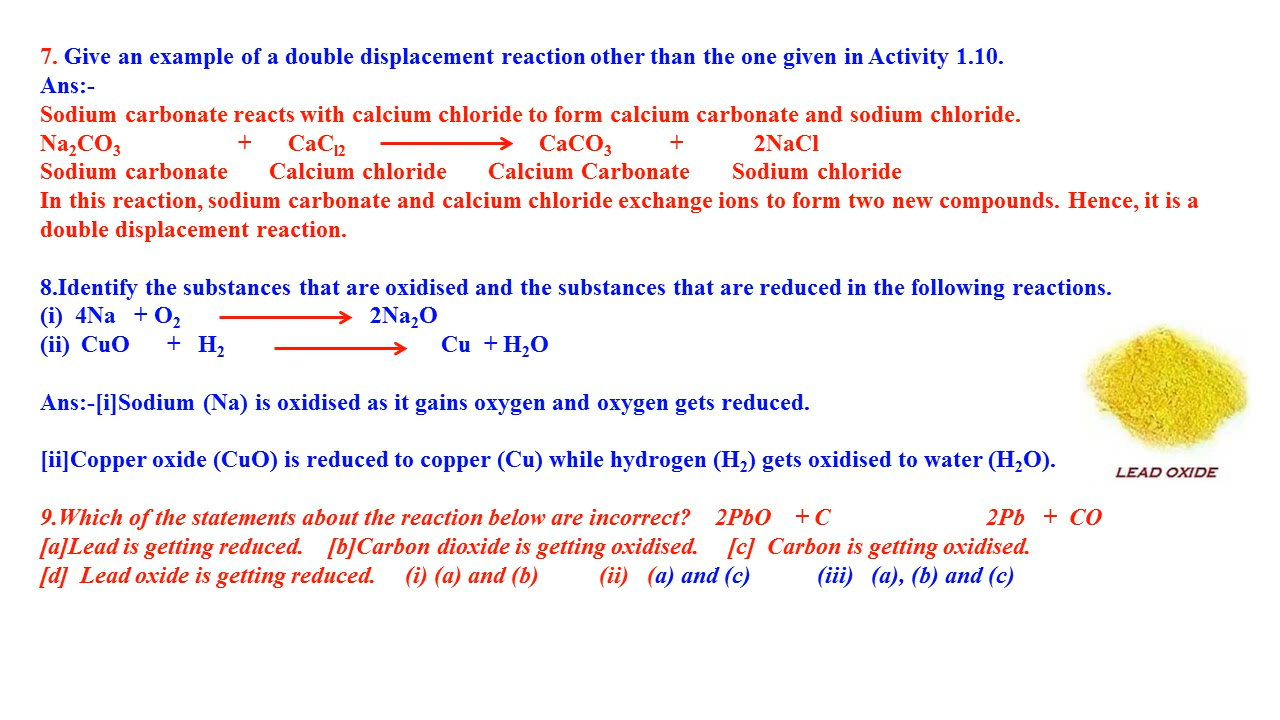 7. Give an example of a double displacement reaction other than the one given in Activity 1.10.
Ans:-
Sodium carbonate reacts with calcium chloride to form calcium carbonate and sodium chloride.
Na₂CO₃ + CaCl₂ ⟶ CaCO₃ + 2NaCl
Sodium carbonate Calcium chloride Calcium Carbonate Sodium chloride
In this reaction, sodium carbonate and calcium chloride exchange ions to form two new compounds. Hence, it is a
double displacement reaction.
8.Identify the substances that are oxidised and the substances that are reduced in the following reactions.
(i) 4Na + O₂ ⟶ 2Na₂O
(ii) CuO + H₂ ⟶ Cu + H₂O
Ans:-[i]Sodium (Na) is oxidised as it gains oxygen and oxygen gets reduced.
[ii]Copper oxide (CuO) is reduced to copper (Cu) while hydrogen (H₂) gets oxidised to water (H₂O).
LEAD OXIDE
9.Which of the statements about the reaction below are incorrect? 2PbO + C 2Pb + CO
[a]Lead is getting reduced. [b]Carbon dioxide is getting oxidised. [c] Carbon is getting oxidised.
[d] Lead oxide is getting reduced. (i) (a) and (b) (ii) (a) and (c) (iii) (a), (b) and (c)